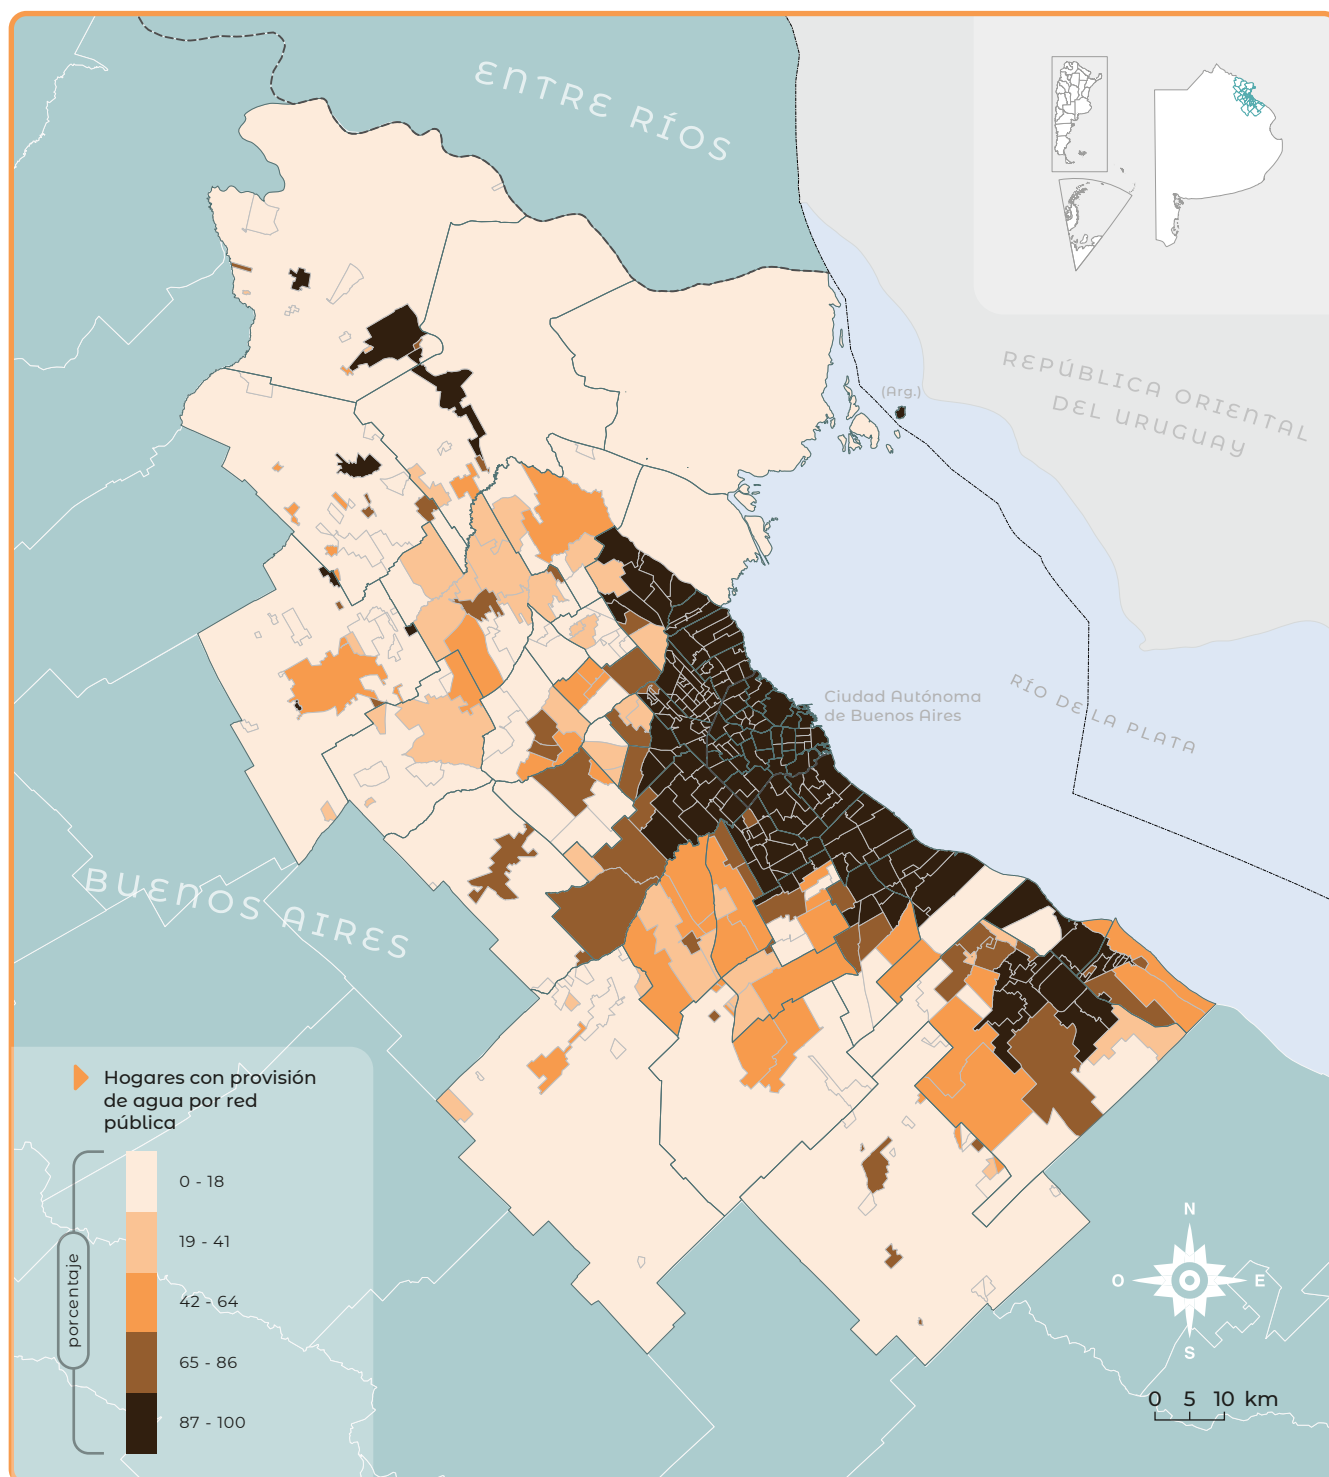 ENTRE RÍOS
(Arg.)
REPÚBLICA ORIENTAL
DEL URUGUAY
Ciudad Autónoma
de Buenos Aires
RÍO DE LA PLATA
BUENOS AIRES
Hogares con provisión
de agua por red
pública
porcentaje
0 - 18
19 - 41
42 - 64
65 - 86
87 - 100
N
O
E
S
0 5 10 km